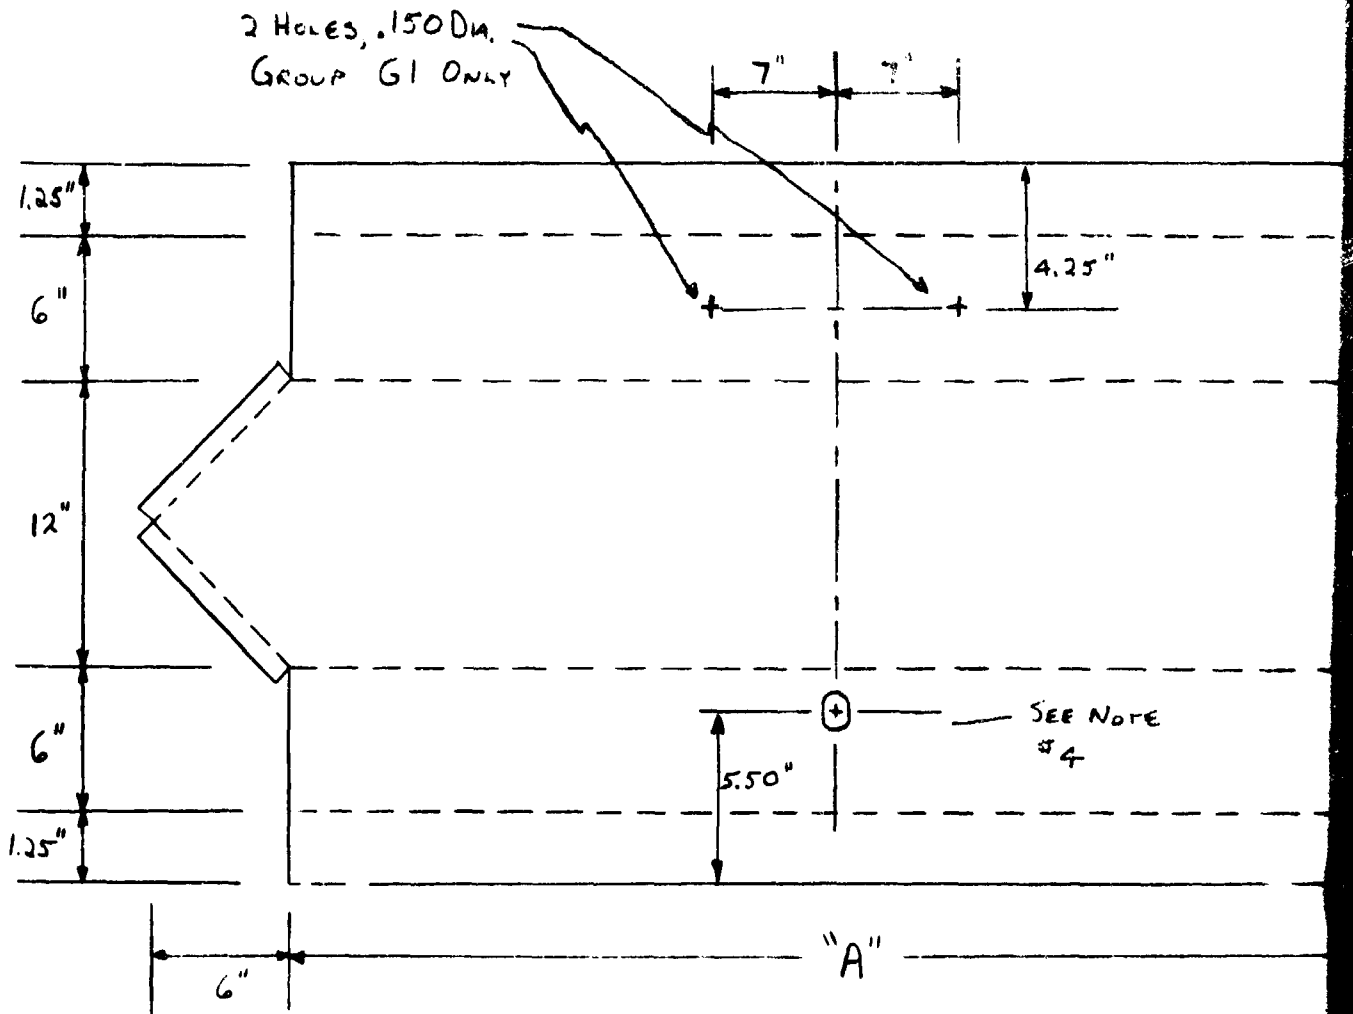 2 HOLES, .150 DIA.
GROUP G1 ONLY
7"
7"
1.25"
4.25"
6"
12"
SEE NOTE
#4
6"
5.50"
1.25"
"A"
6"